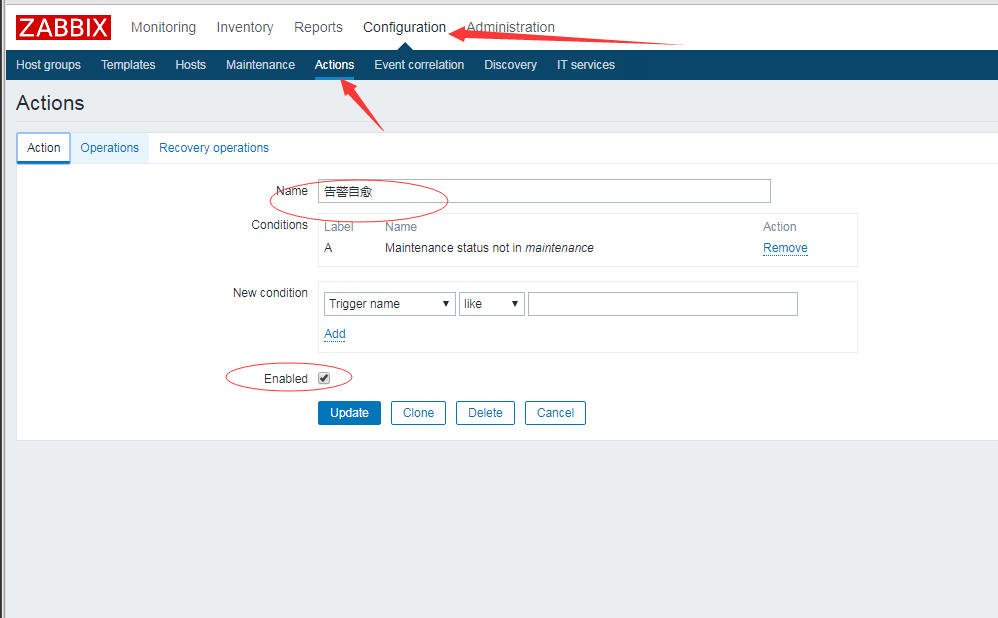 ZABBIX Monitoring Inventory Reports Configuration Administration
Host groups Templates Hosts Maintenance Actions Event correlation Discovery IT services
Actions
Action Operations Recovery operations
Name 告警自愈
Conditions Label Name Action
A Maintenance status not in maintenance Remove
New condition
Trigger name like
Add
Enabled
Update Clone Delete Cancel